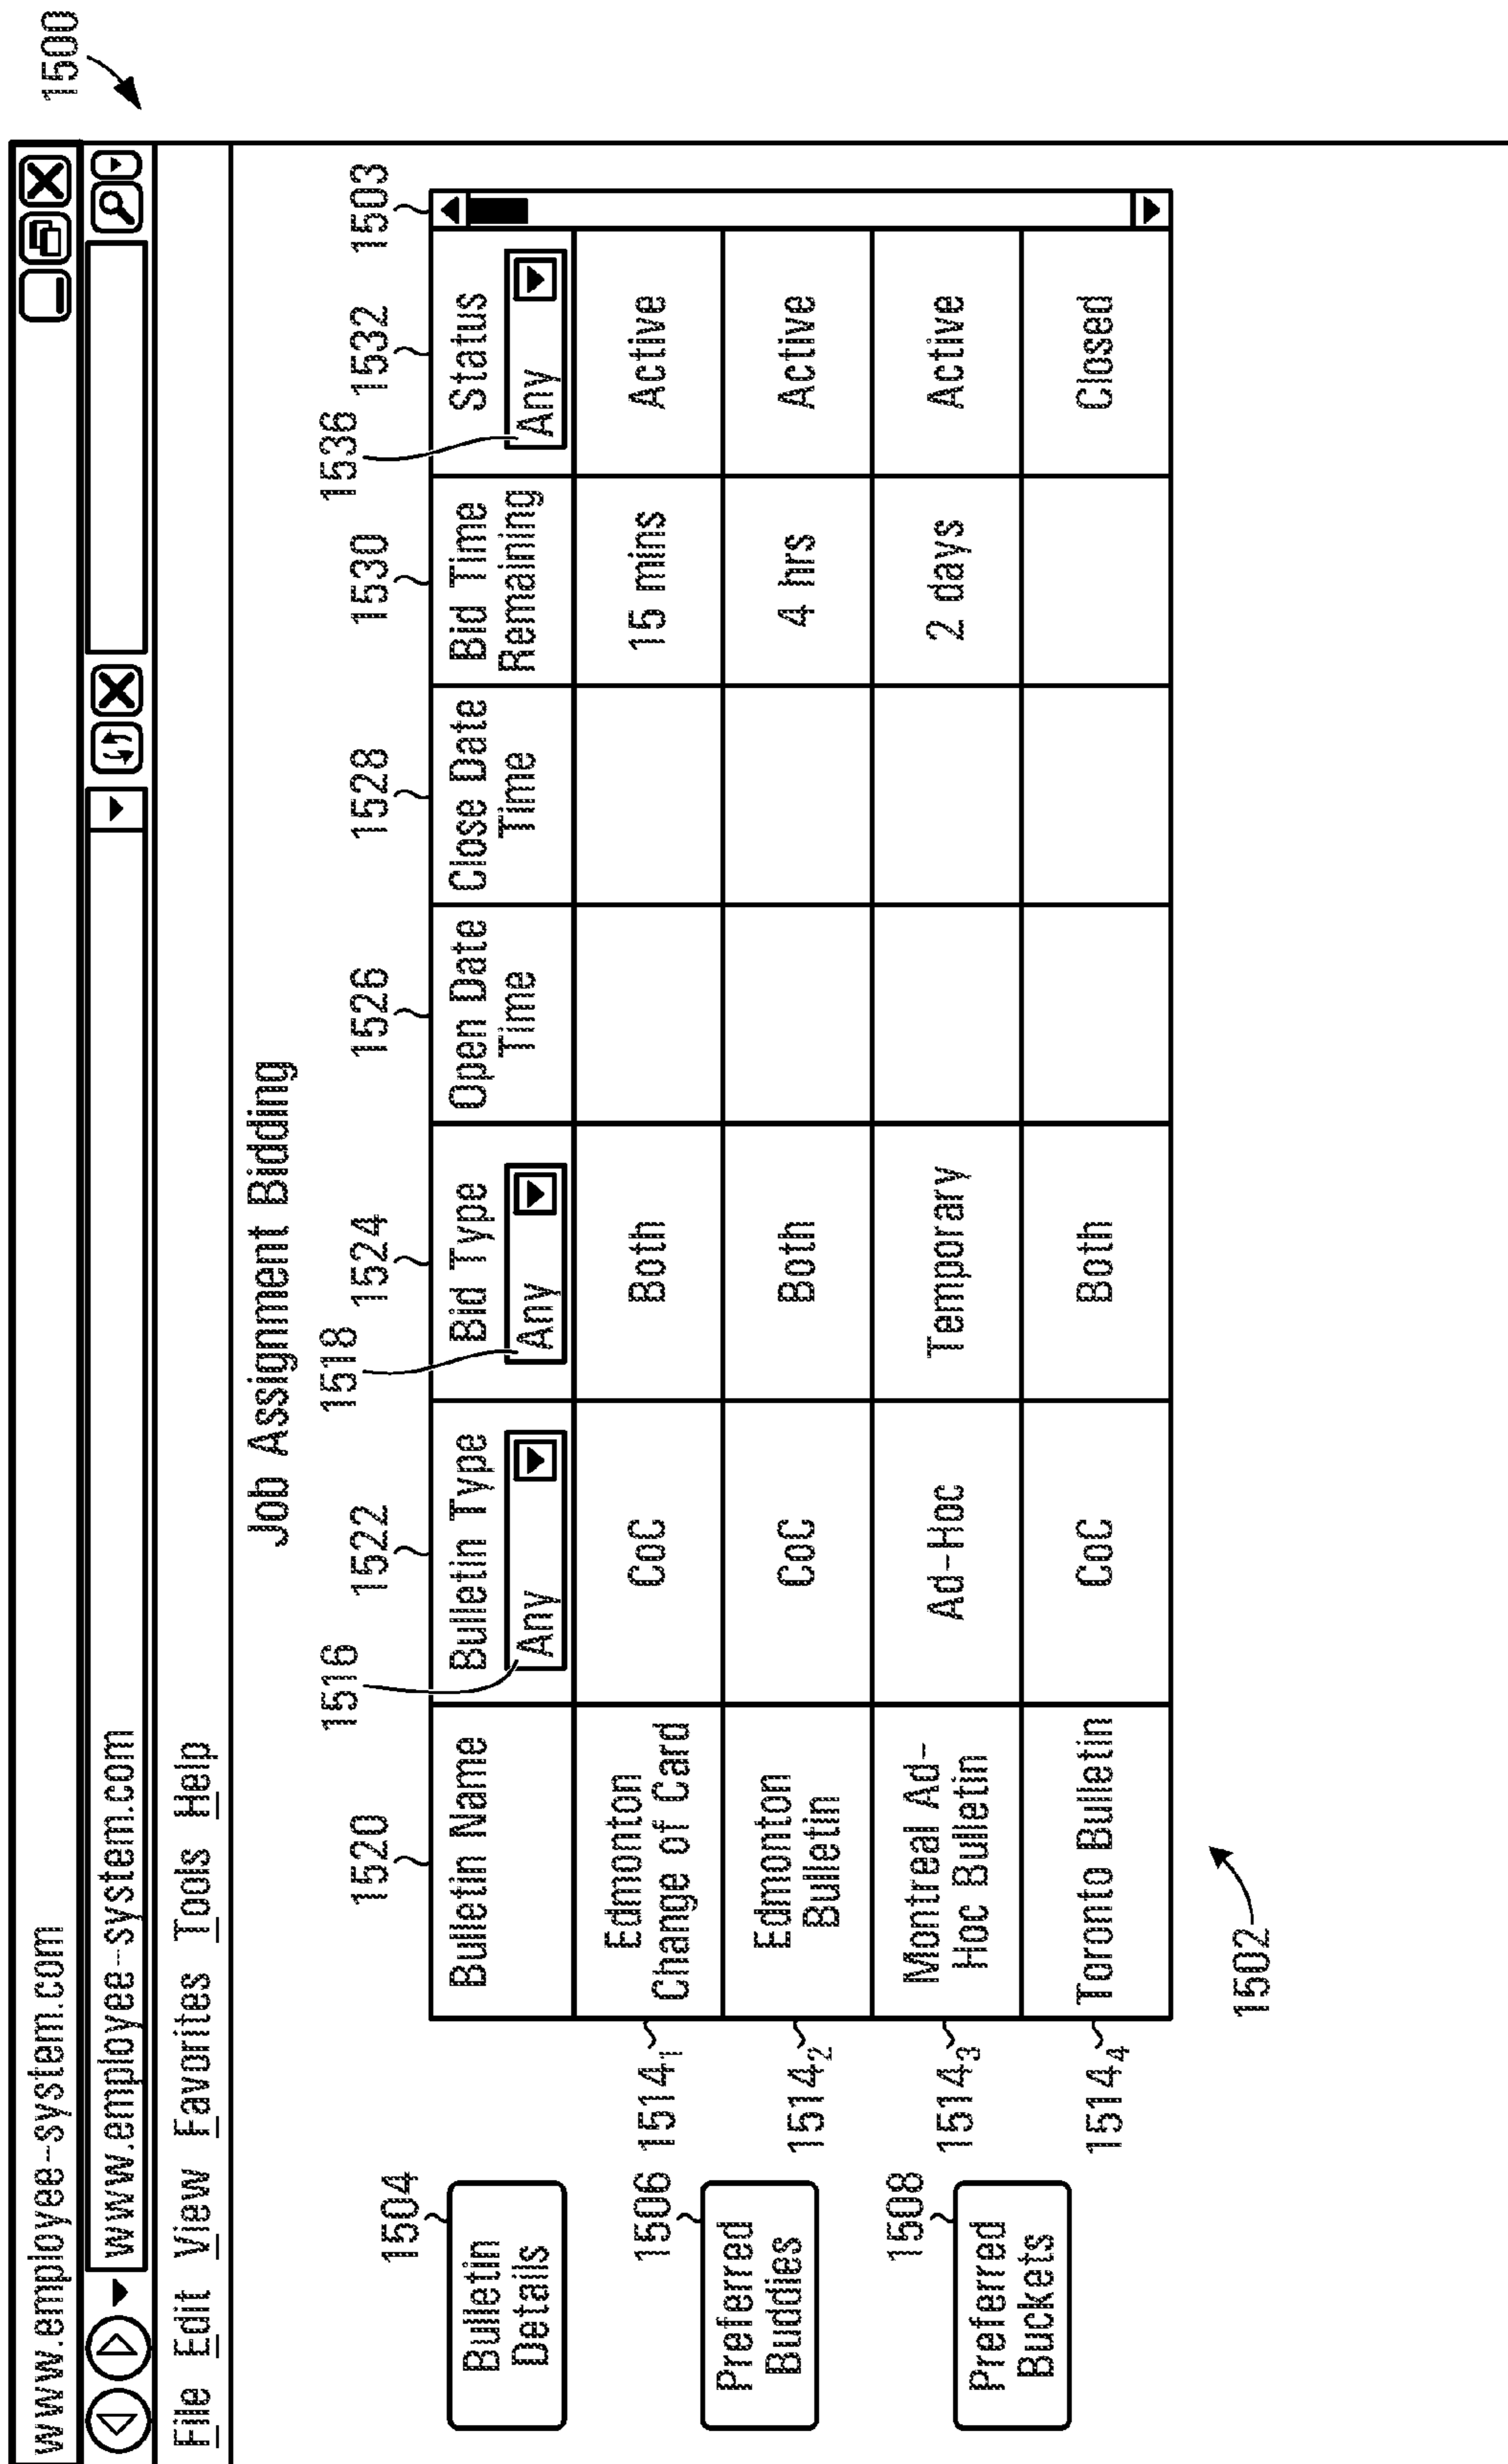 1500
www.employee-system.com
www.employee-system.com
File Edit View Favorites Tools Help
Job Assignment Bidding
1516
1518
1536
1504
1520
1522
1524
1526
1528
1530
1532
1503
Bulletin Details
Bulletin Name
Bulletin Type
Any
Bid Type
Any
Open Date
Time
Close Date
Time
Bid Time
Remaining
Status
Any
1514₁
Edmonton
Change of Card
CoC
Both
15 mins
Active
1506
Preferred
Buddies
1514₂
Edmonton
Bulletin
CoC
Both
4 hrs
Active
1508
Preferred
Buckets
1514₃
Montreal Ad-
Hoc Bulletin
Ad-Hoc
Temporary
2 days
Active
1514₄
Toronto Bulletin
CoC
Both
Closed
1502